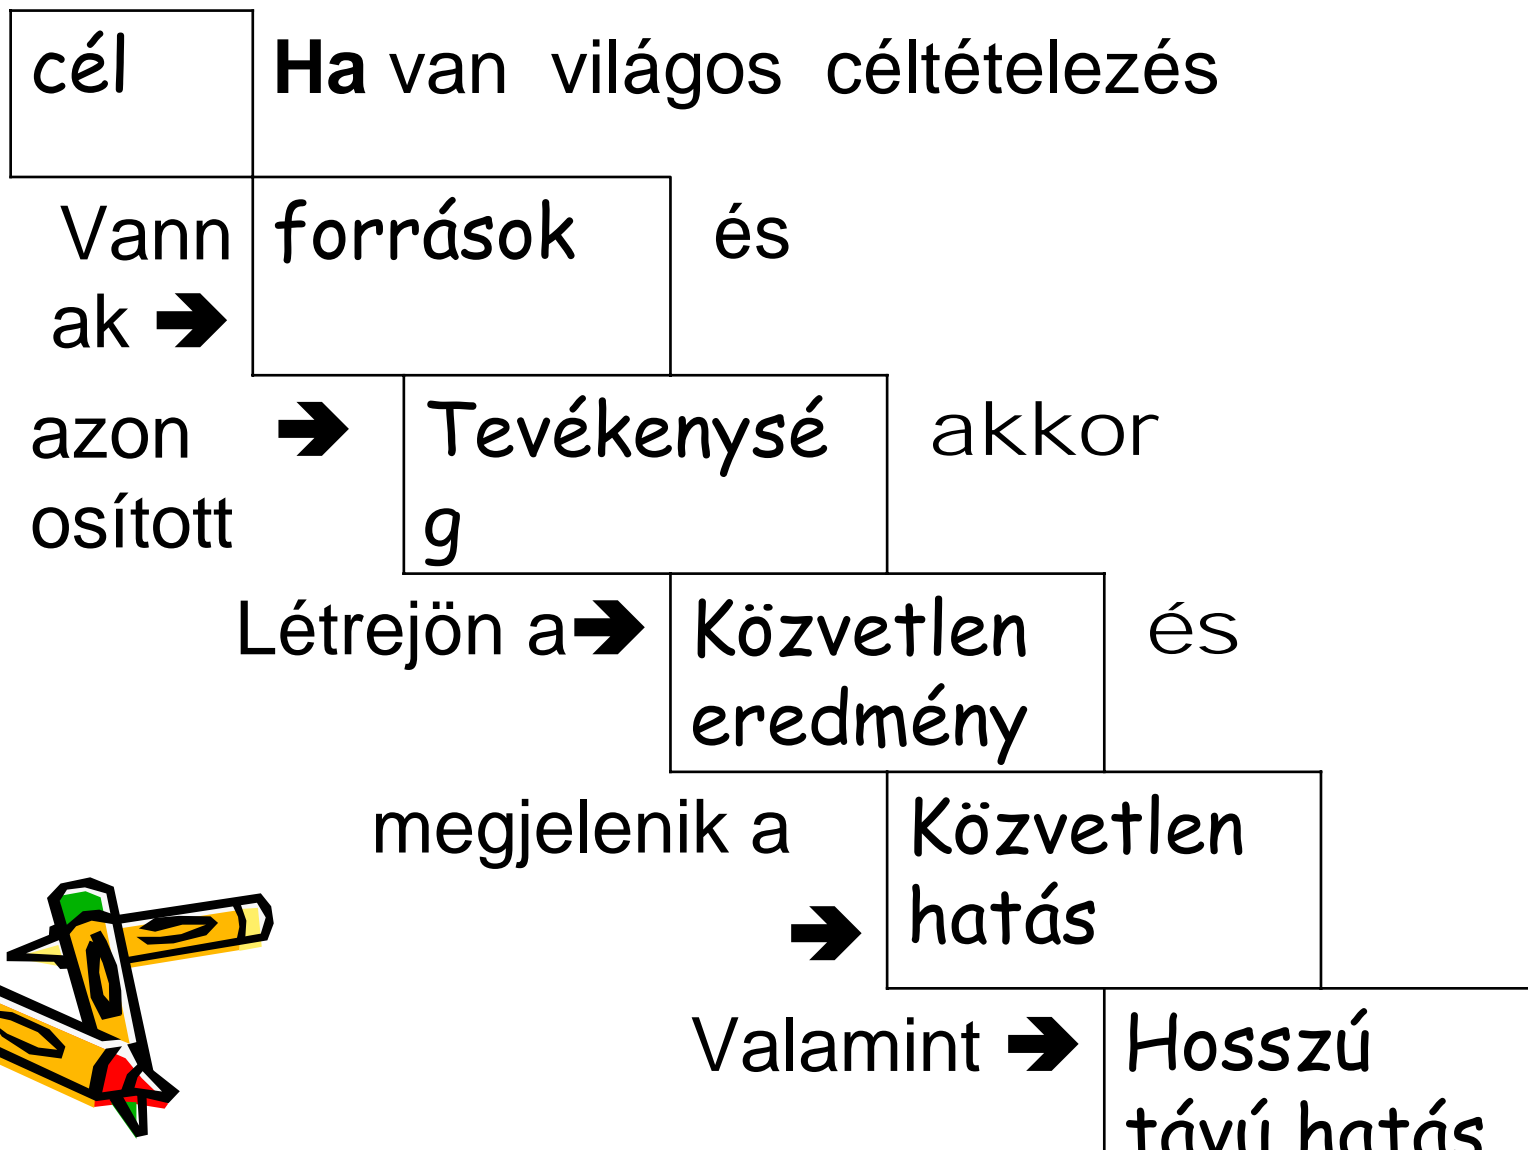 cél Ha van világos céltételezés
Vann források és
ak ➔
azon ➔ Tevékenysé akkor
osított g
Létrejön a➔ Közvetlen és
eredmény
megjelenik a Közvetlen
➔ hatás
Valamint ➔ Hosszú
távú hatás